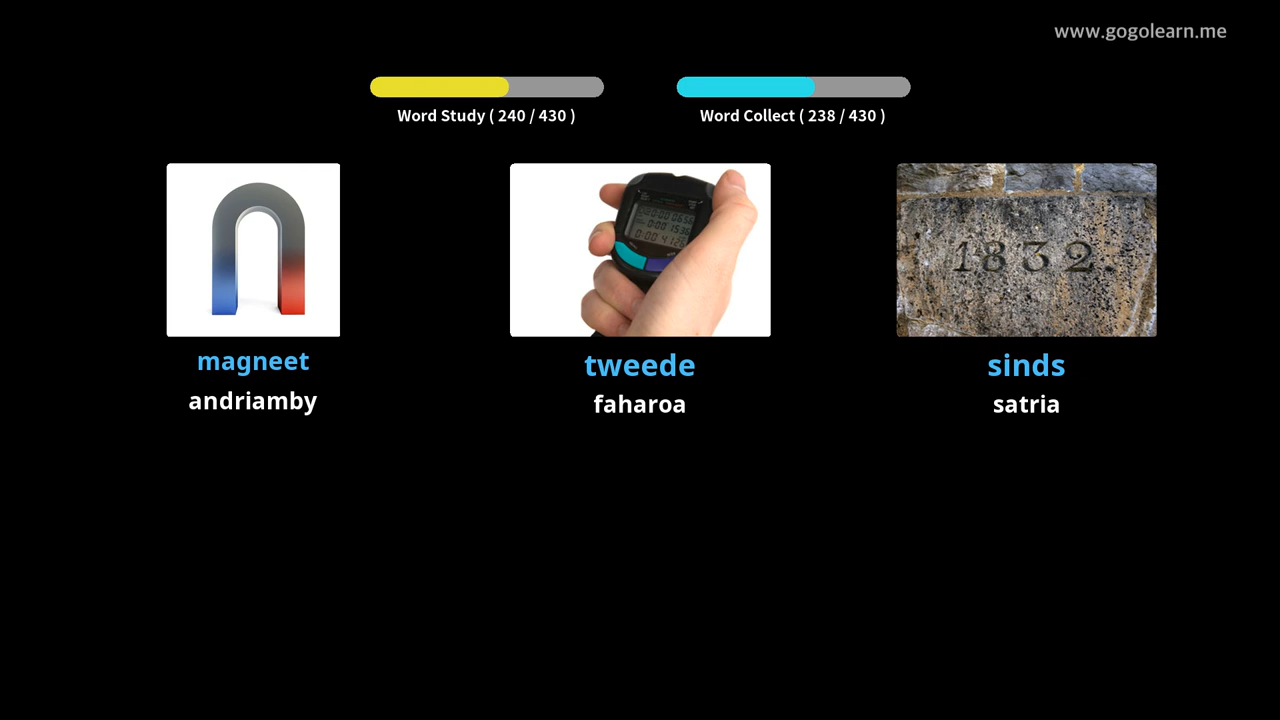 www.gogolearn.me
Word Study ( 240 / 430 )
Word Collect ( 238 / 430 )
1832.
magneet
tweede
sinds
andriamby
faharoa
satria